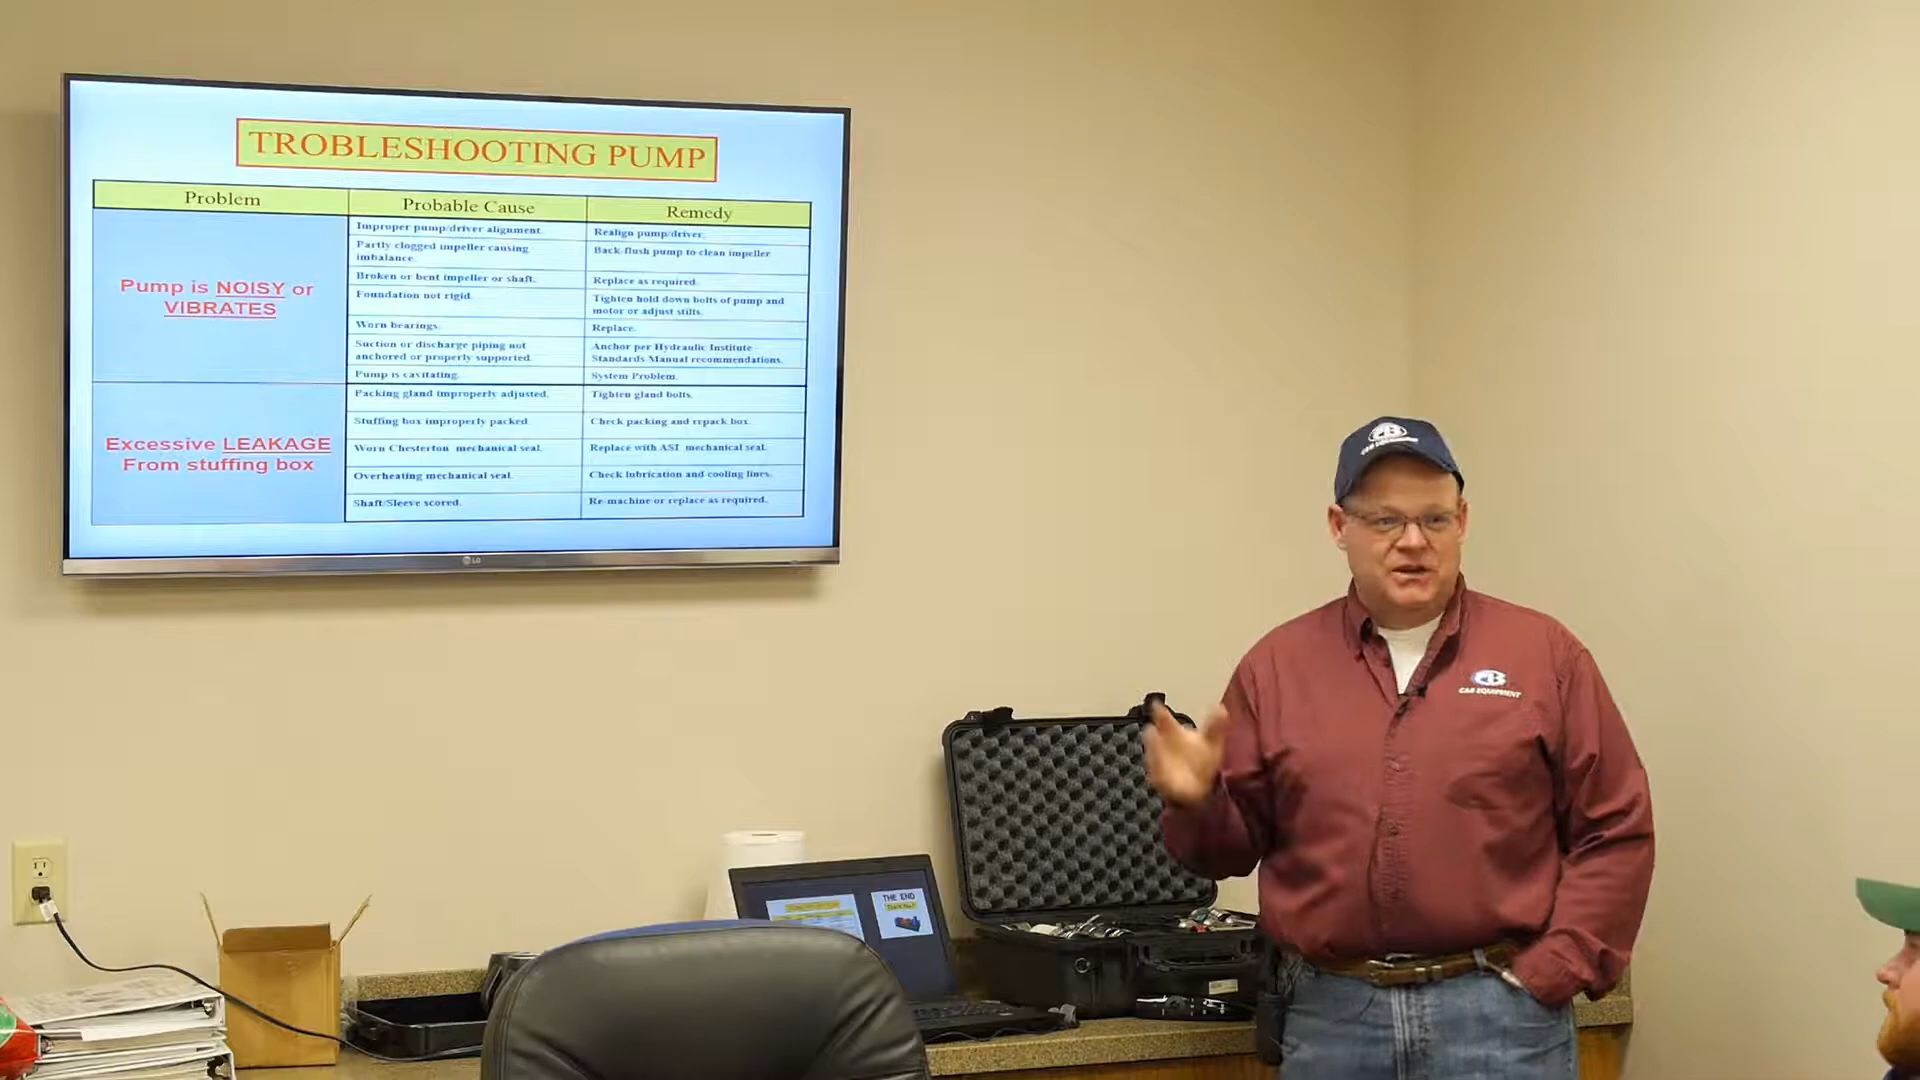 TROBLESHOOTING PUMP
Problem
Probable Cause
Remedy
Pump is NOISY or
VIBRATES
Improper pump/driver alignment.
Realign pump/driver.
Partly clogged impeller causing
imbalance.
Back-flush pump to clean impeller
Broken or bent impeller or shaft.
Replace as required.
Foundation not rigid.
Tighten hold down bolts of pump and
motor or adjust stilts.
Worn bearings.
Replace.
Suction or discharge piping not
anchored or properly supported.
Anchor per Hydraulic Institute
Standards Manual recommendations.
Pump is cavitating.
System Problem.
Excessive LEAKAGE
From stuffing box
Packing gland improperly adjusted.
Tighten gland bolts.
Stuffing box improperly packed
Check packing and repack box.
Worn Chesterton mechanical seal.
Replace with ASI mechanical seal.
Overheating mechanical seal.
Check lubrication and cooling lines.
Shaft/Sleeve scored.
Re-machine or replace as required.
LG
CB
C&B EQUIPMENT
CB
C&B EQUIPMENT
THE END